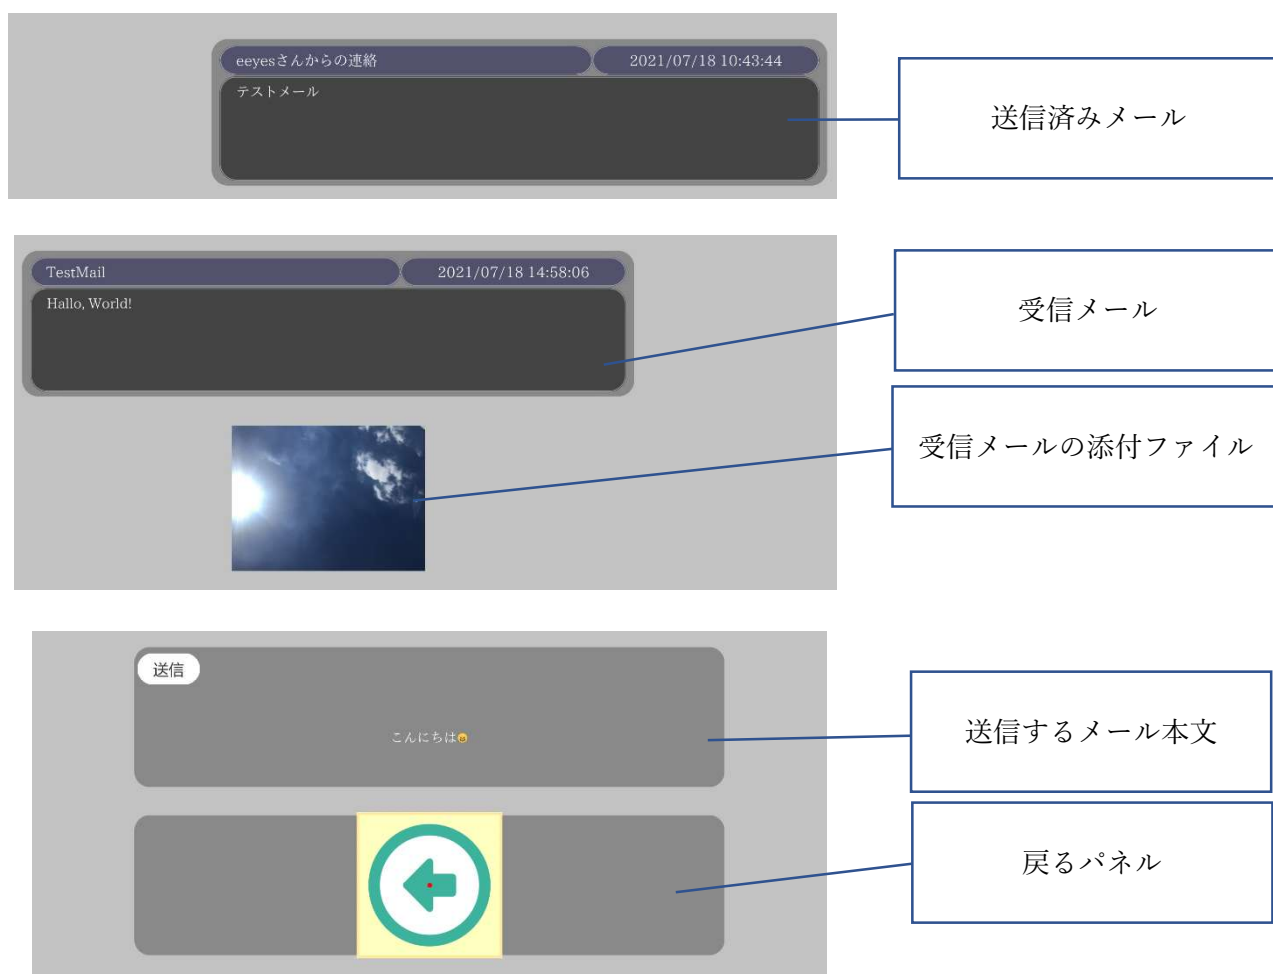 eeyesさんからの連絡 2021/07/18 10:43:44
テストメール
送信済みメール
TestMail 2021/07/18 14:58:06
Hallo, World!
受信メール
受信メールの添付ファイル
送信
こんにちは😀
送信するメール本文
戻るパネル